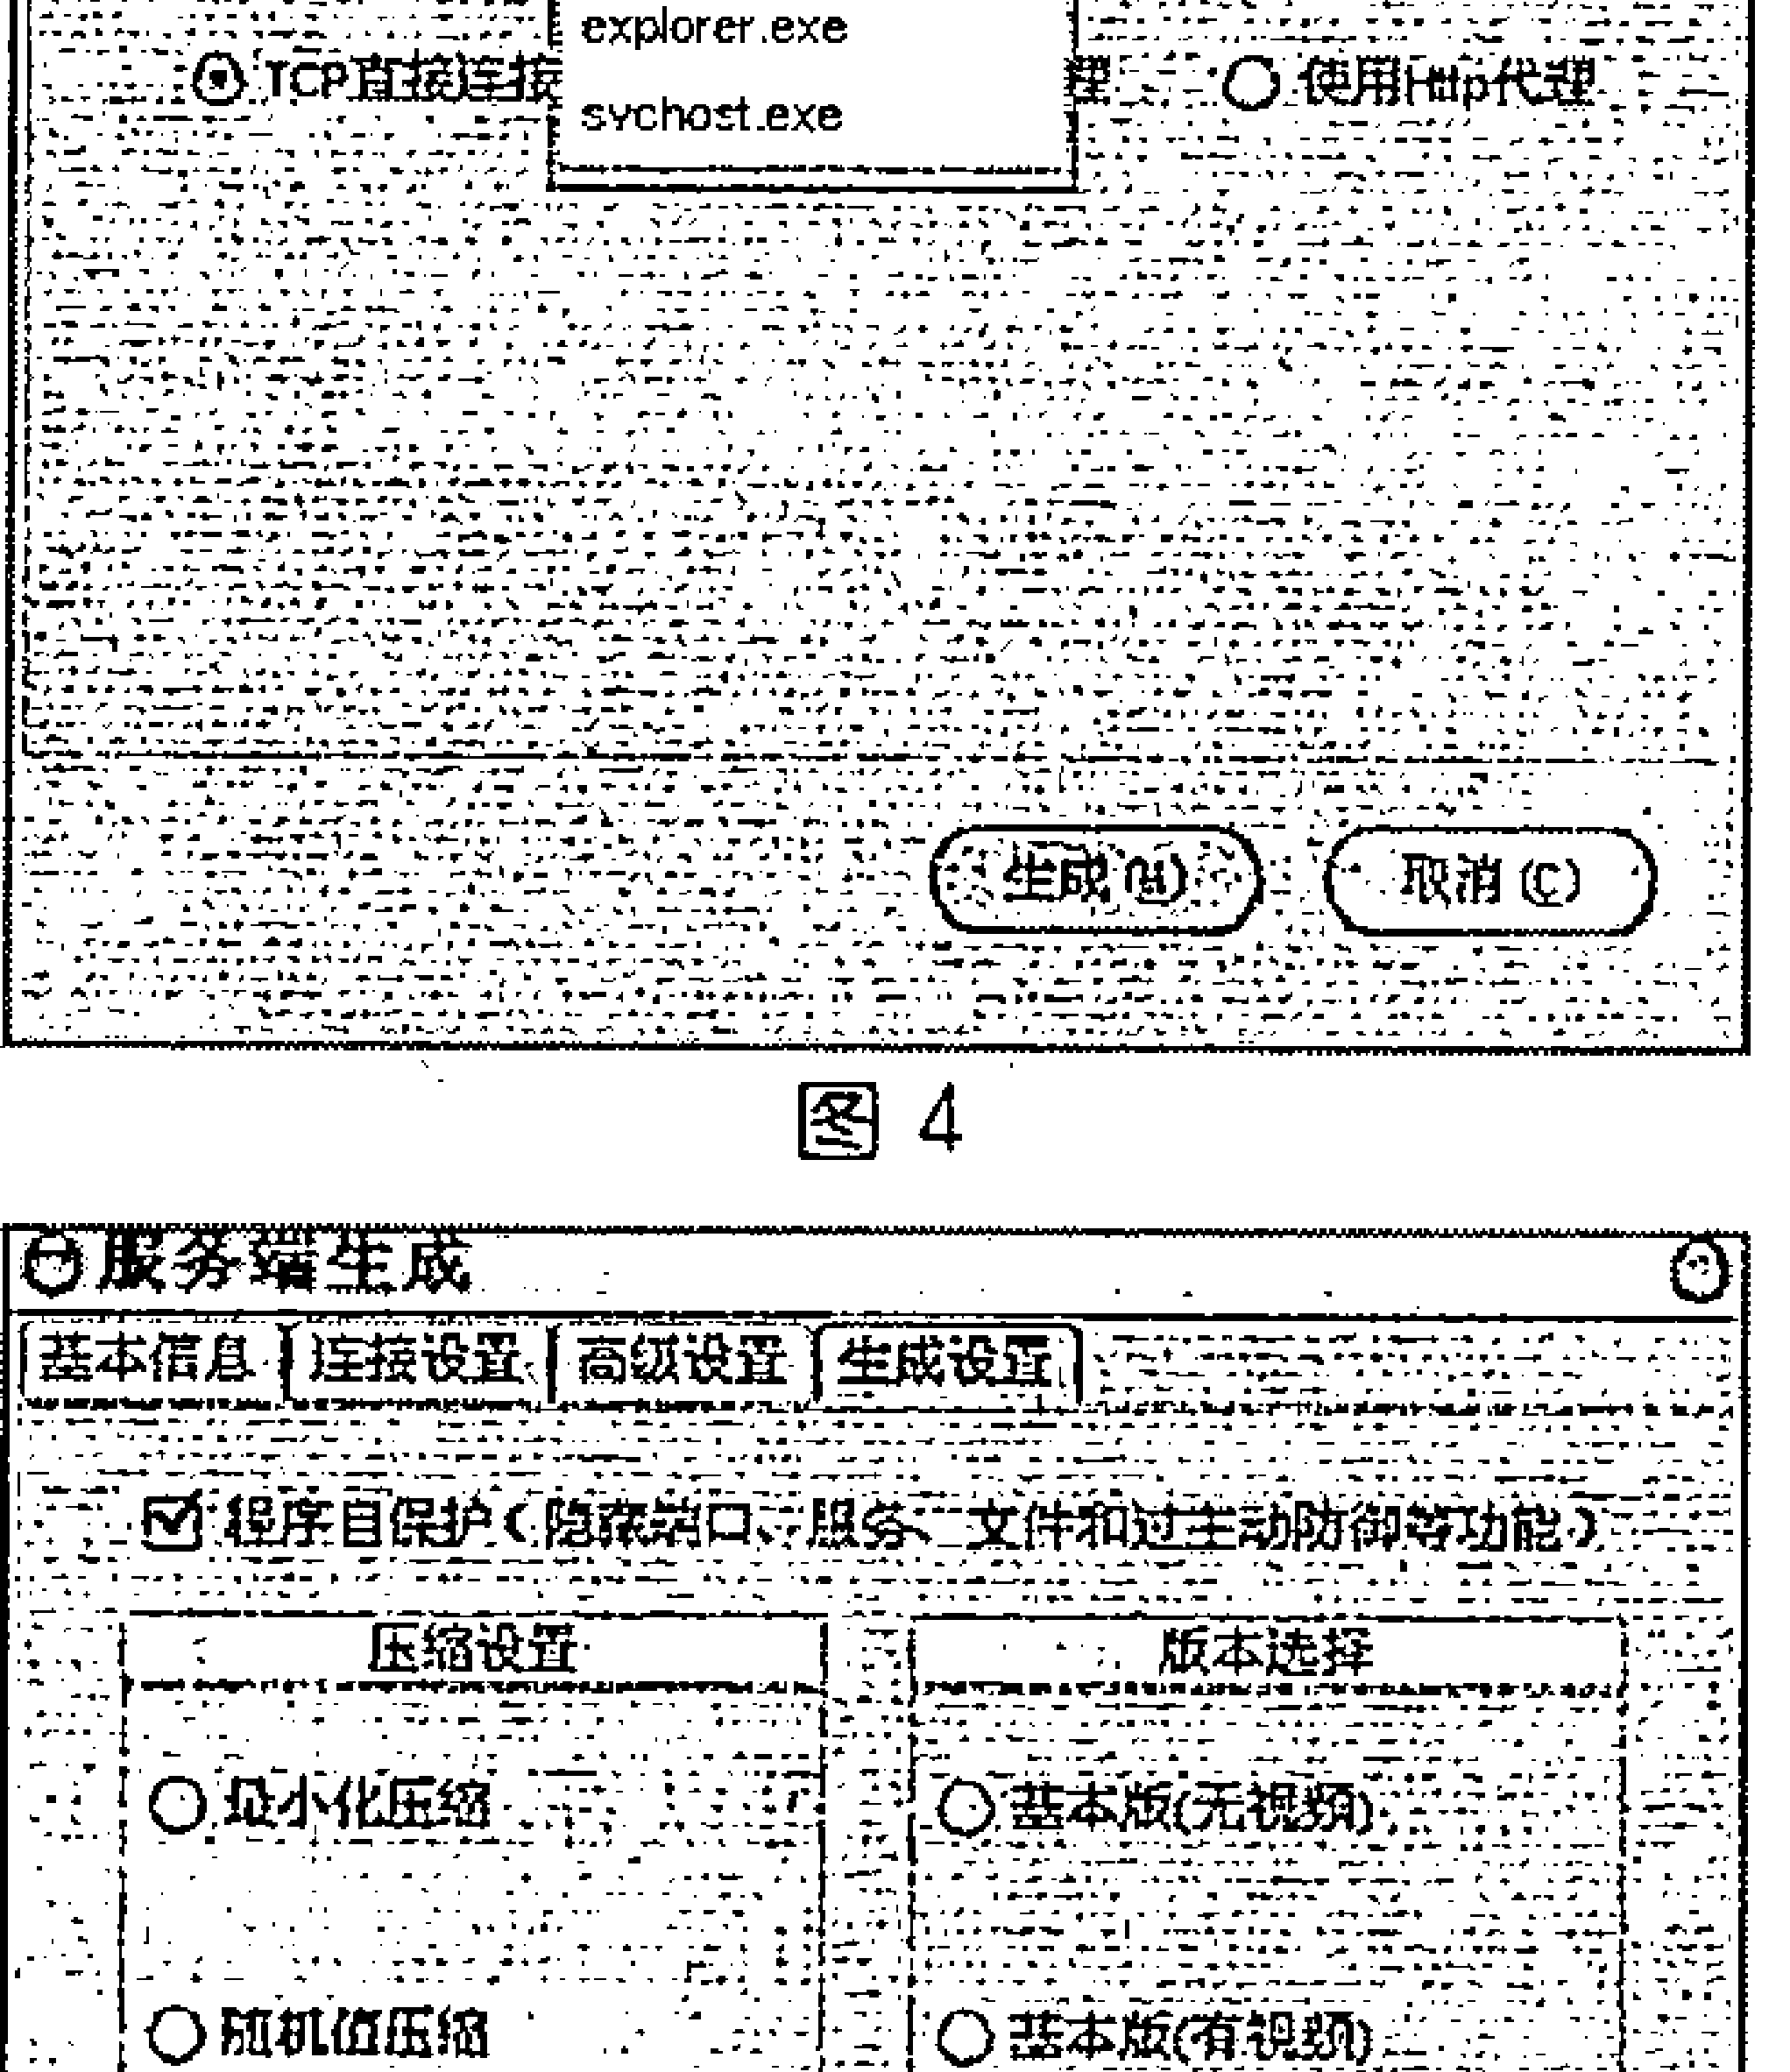 explorer.exe
TCP直接连接 理 使用Http代理
svchost.exe
生成 取消(C)
图 4
服务端生成
基本信息 连接设置 高级设置 生成设置
程序自保护(隐藏端口、服务、文件和过主动防御等功能)
压缩设置 版本选择
最小化压缩 基本版(无视频)
随机值压缩 基本版(有视频)